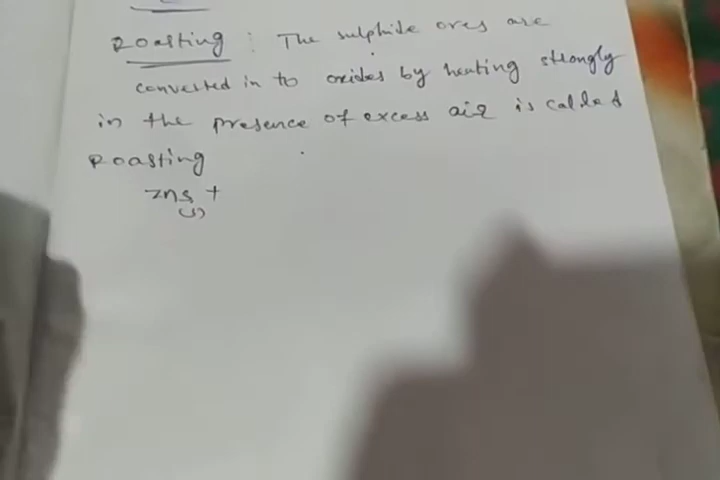 Roasting : The sulphide ores are
converted in to oxides by heating strongly
in the presence of excess air is called
Roasting
ZnS +
(s)